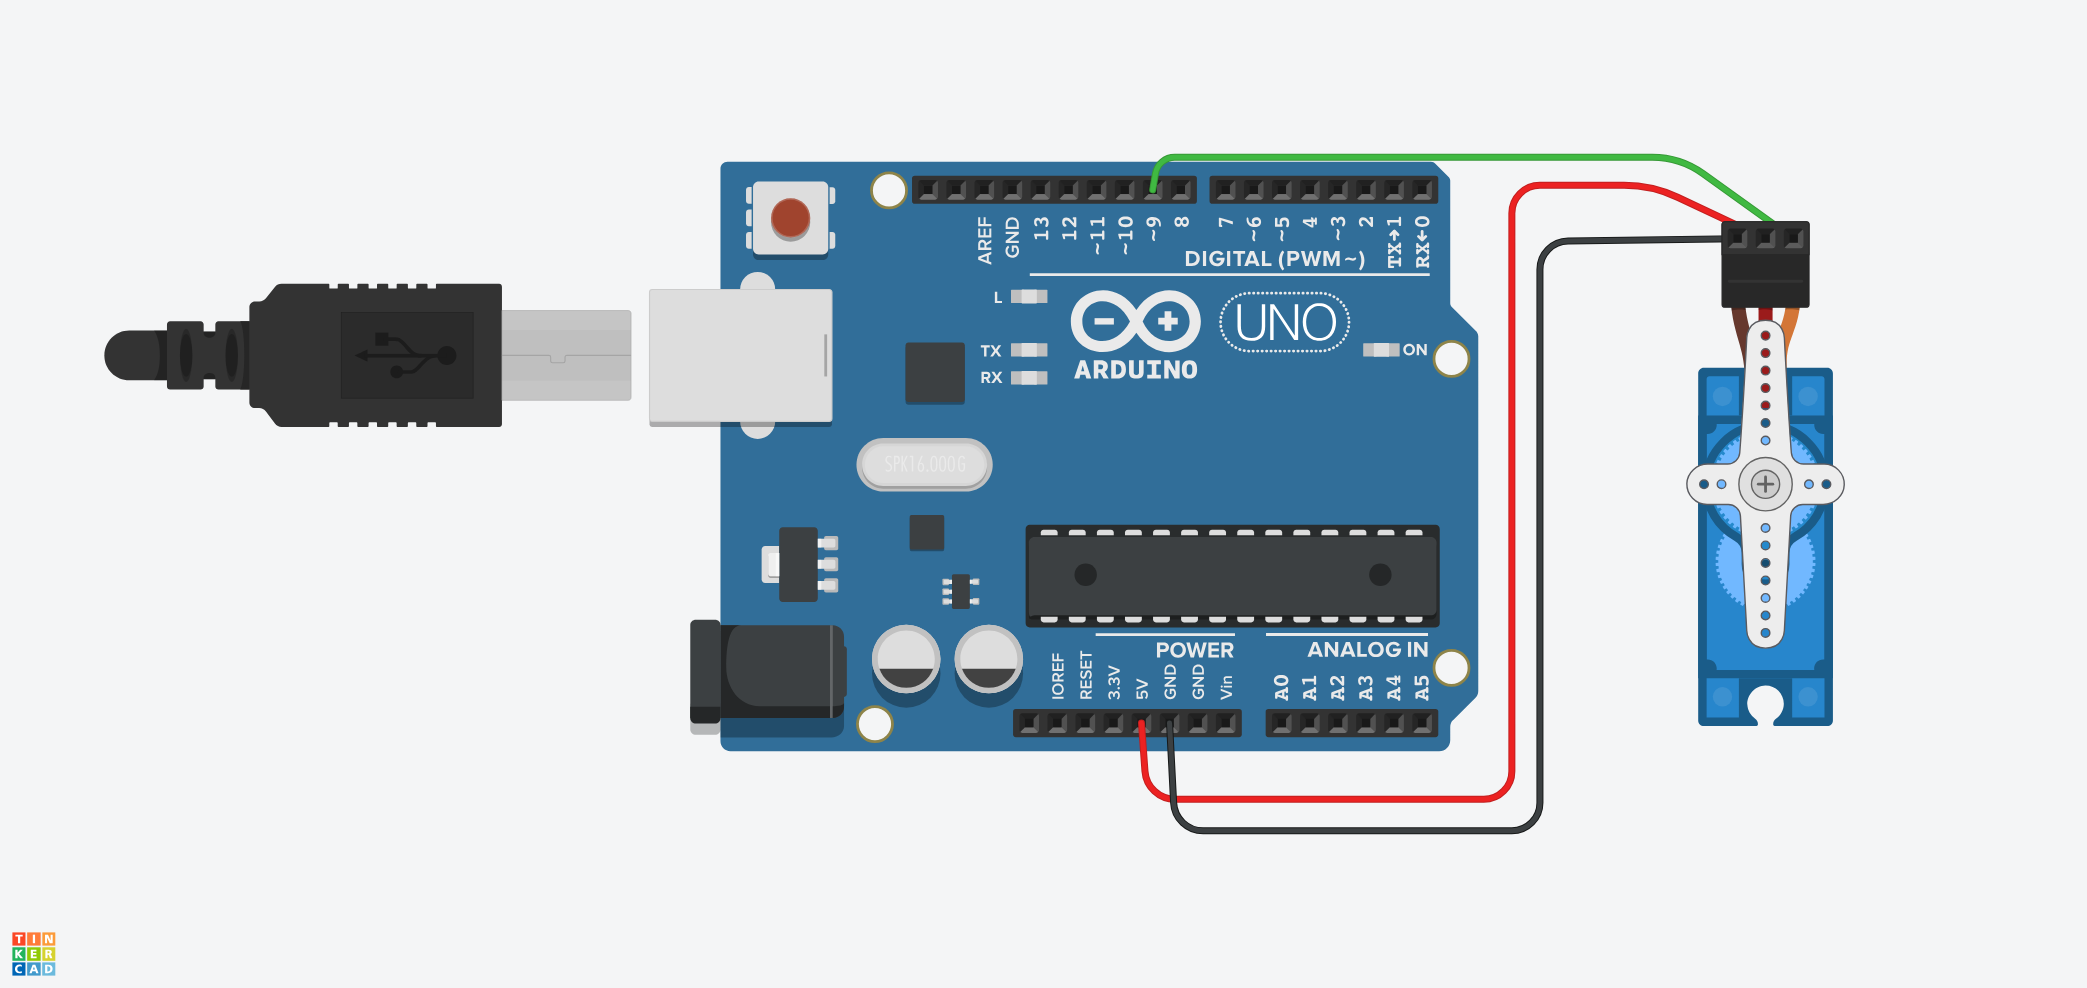 AREF
GND
13
12
~11
~10
~9
8
7
~6
~5
4
~3
2
TX→1
RX←0
DIGITAL (PWM~)
L
TX
RX
ARDUINO
UNO
ON
SPK16.000G
POWER
ANALOG IN
IOREF
RESET
3.3V
5V
GND
GND
Vin
A0
A1
A2
A3
A4
A5
TIN
KER
CAD